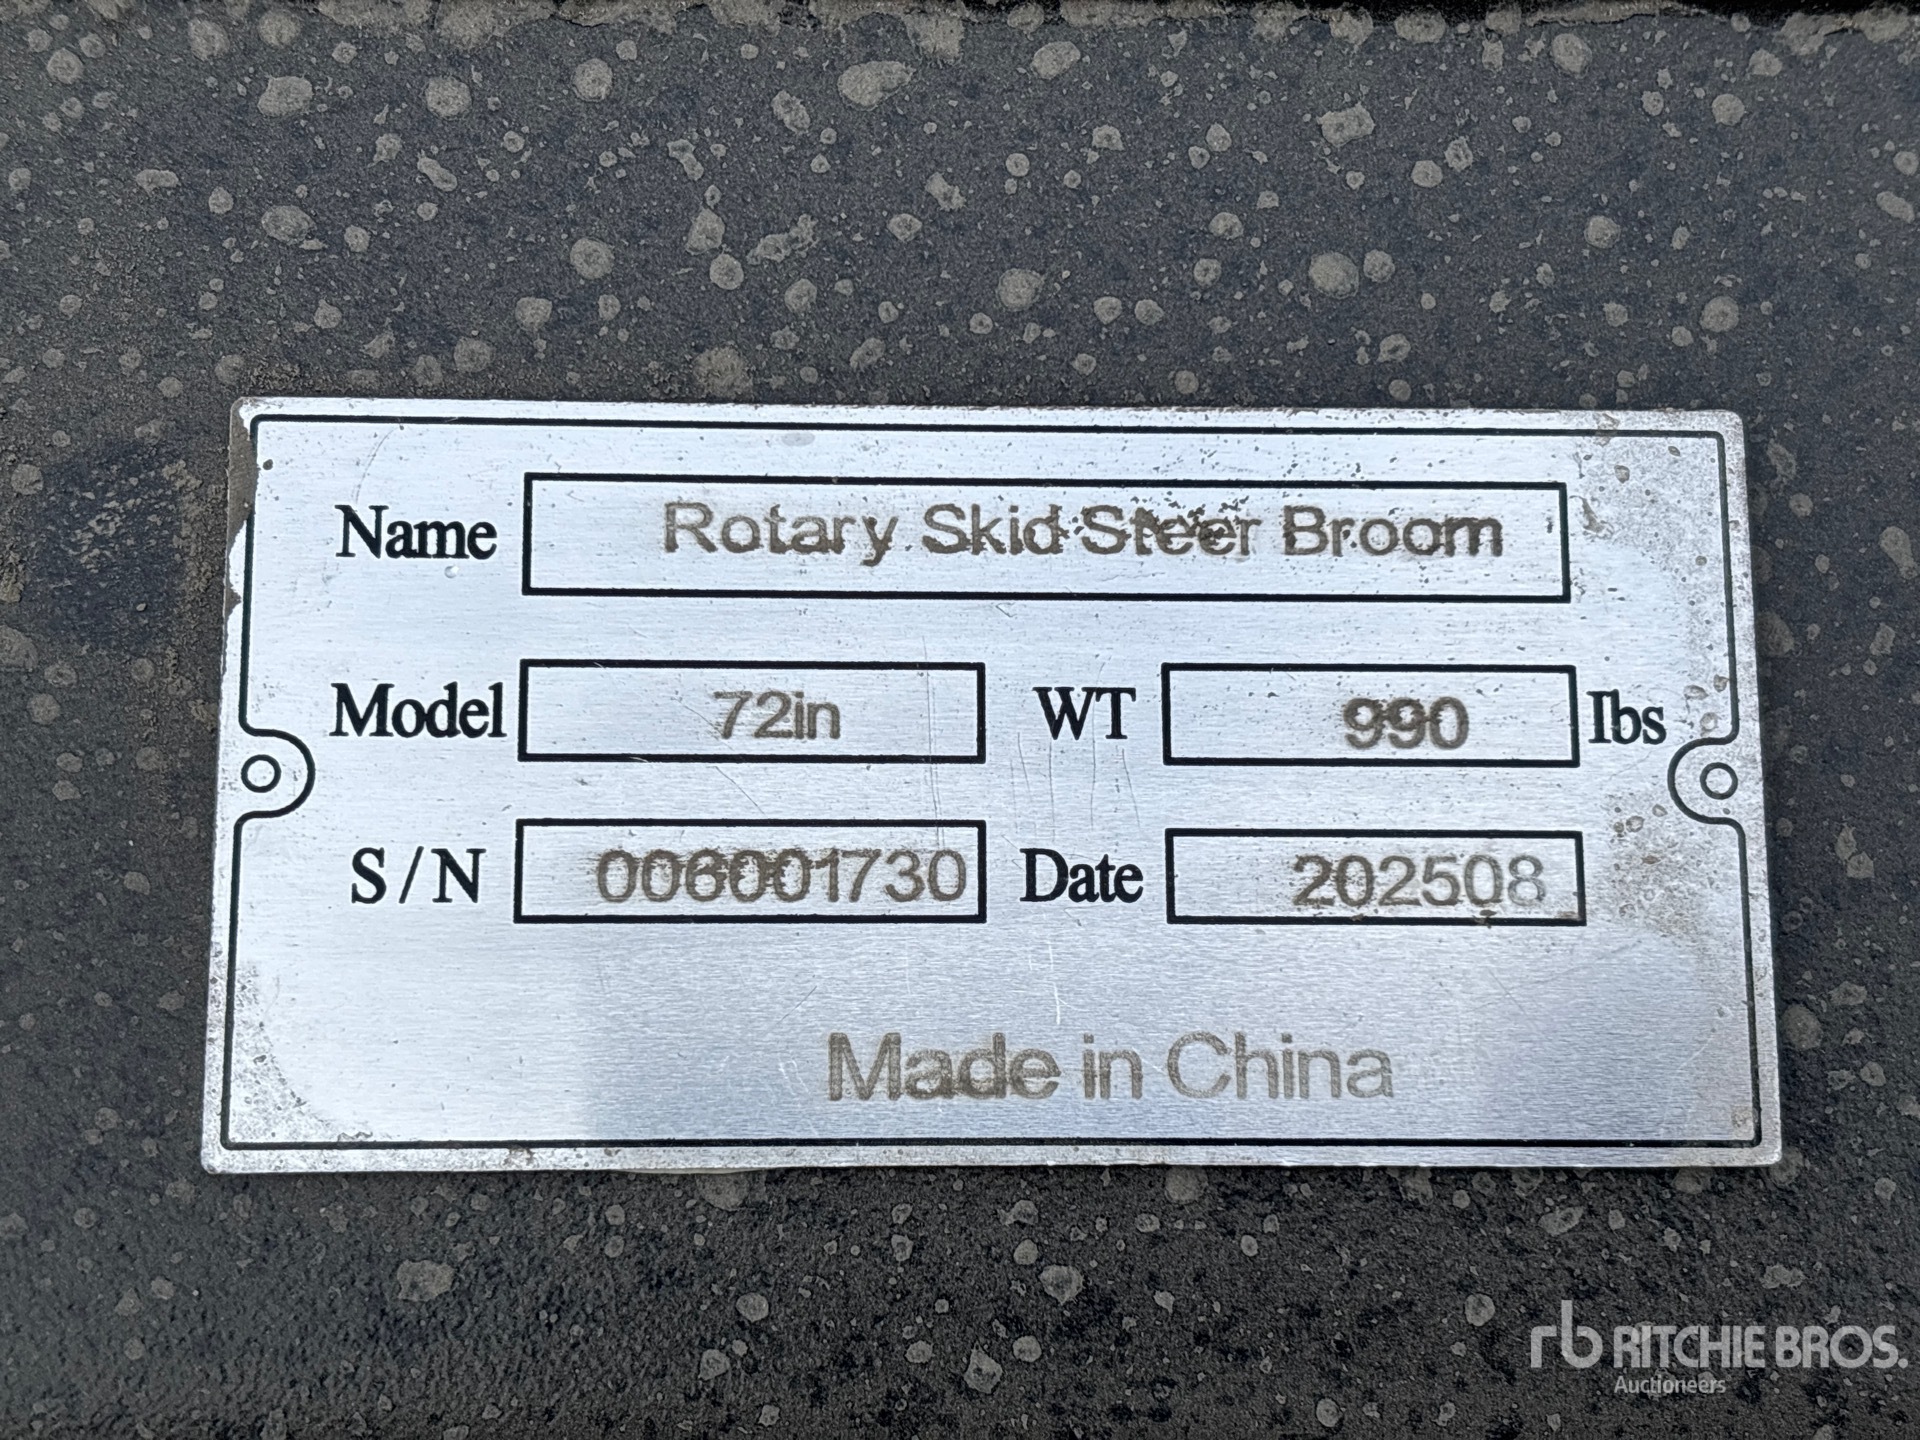 Name Rotary Skid Steer Broom
Model 72in WT 990 lbs
S/N 006001730 Date 202508
Made in China
rb RITCHIE BROS.
Auctioneers